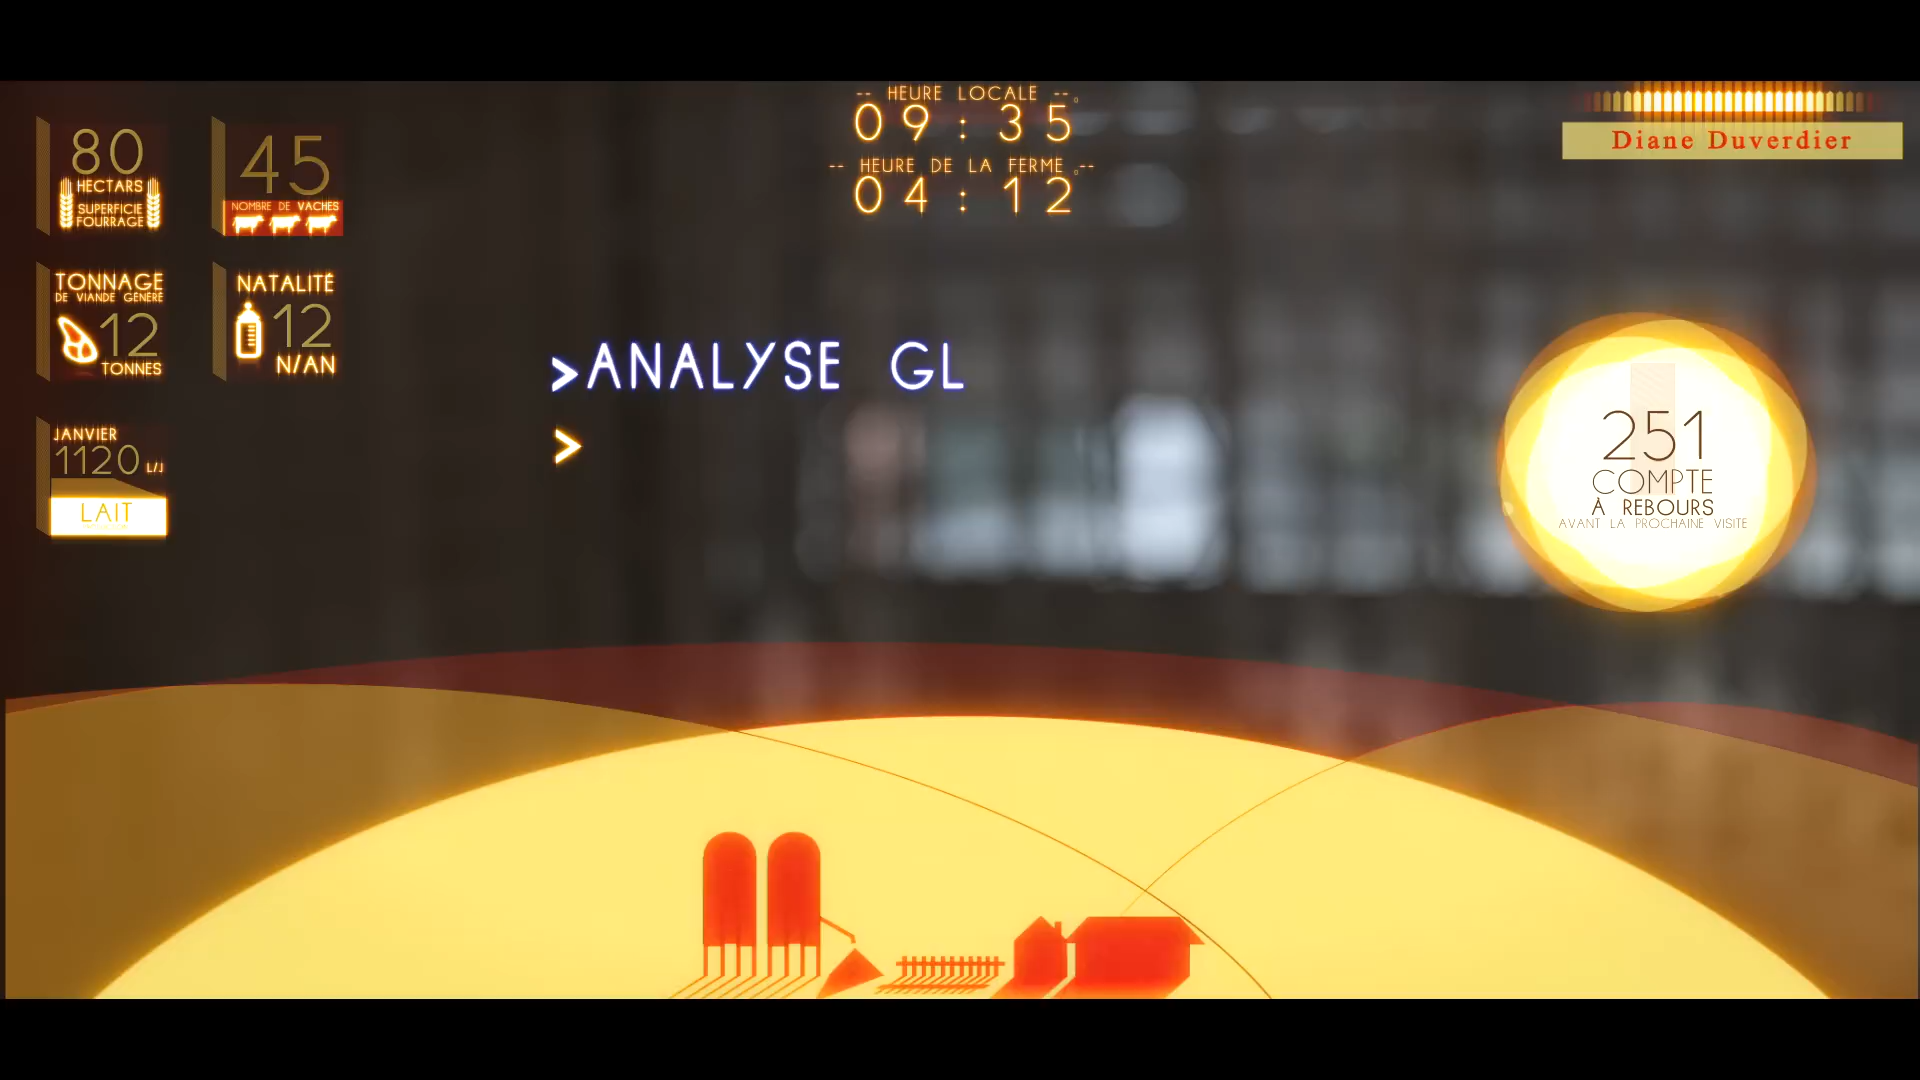 -- HEURE LOCALE --
09:35
-- HEURE DE LA FERME --
04:12
Diane Duverdier
80
HECTARS
SUPERFICIE
FOURRAGE
45
NOMBRE DE VACHES
TONNAGE
DE VIANDE GÉNÉRÉ
12
TONNES
NATALITÉ
12
N/AN
JANVIER
1120 L/J
LAIT
>ANALYSE GL
>
251
COMPTE
À REBOURS
AVANT LA PROCHAINE VISITE